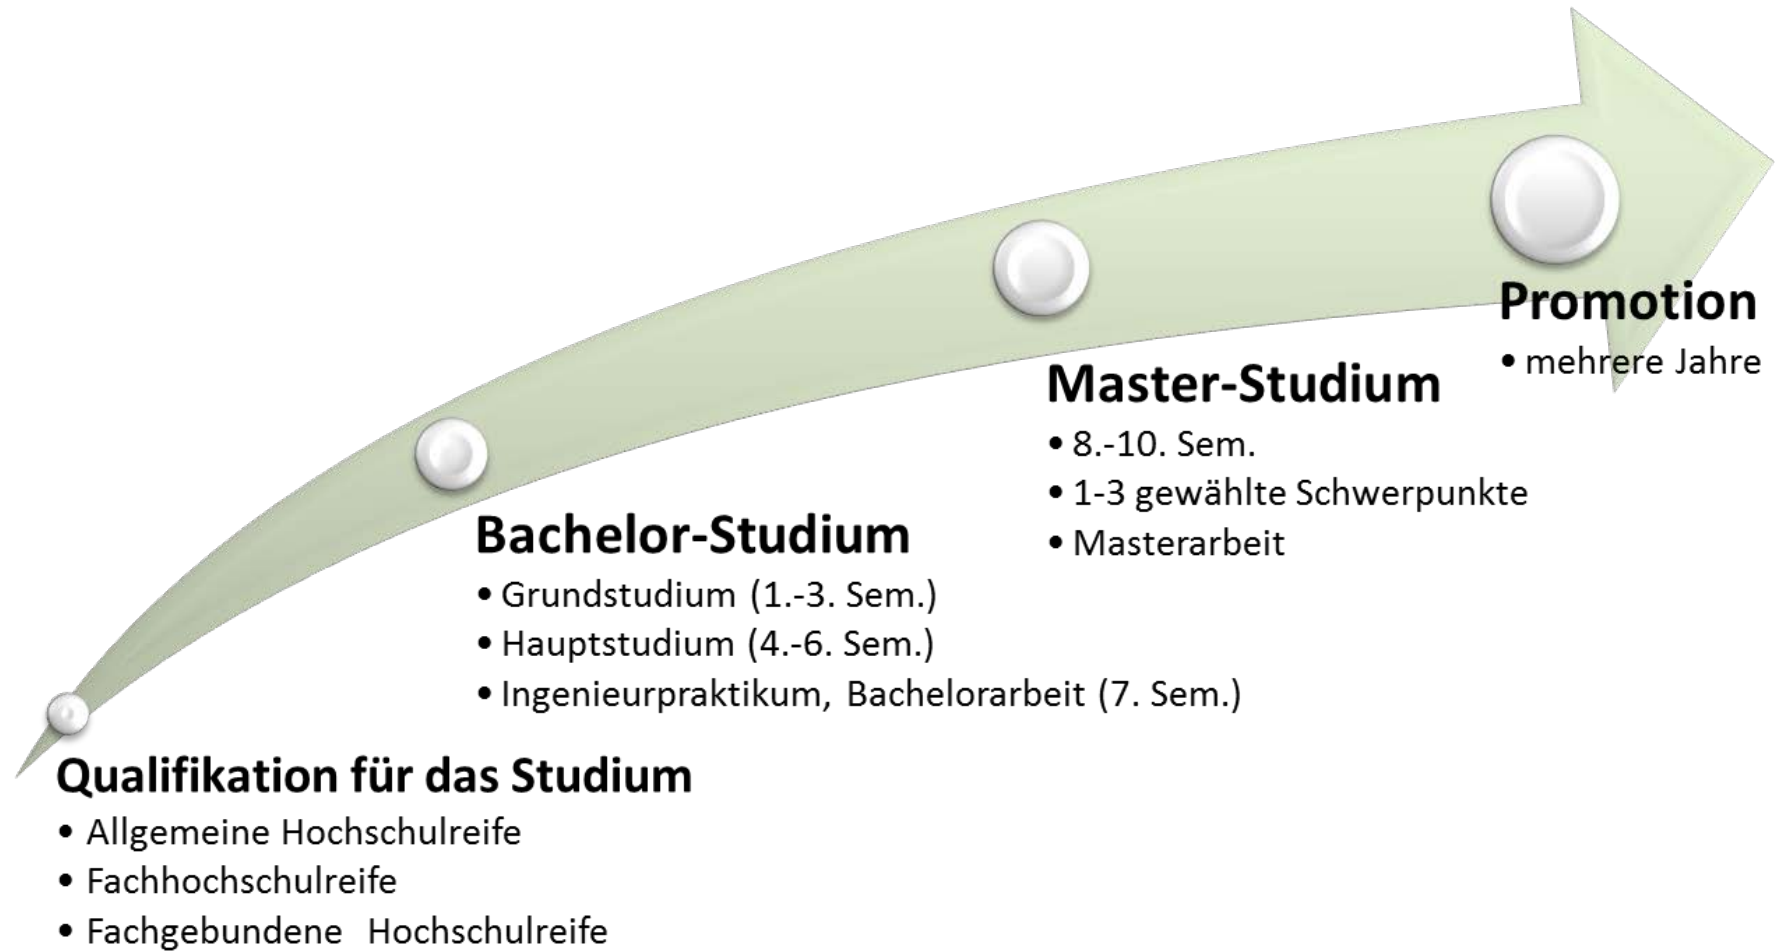 Qualifikation für das Studium
• Allgemeine Hochschulreife
• Fachhochschulreife
• Fachgebundene Hochschulreife
Bachelor-Studium
• Grundstudium (1.-3. Sem.)
• Hauptstudium (4.-6. Sem.)
• Ingenieurpraktikum, Bachelorarbeit (7. Sem.)
Master-Studium
• 8.-10. Sem.
• 1-3 gewählte Schwerpunkte
• Masterarbeit
Promotion
• mehrere Jahre